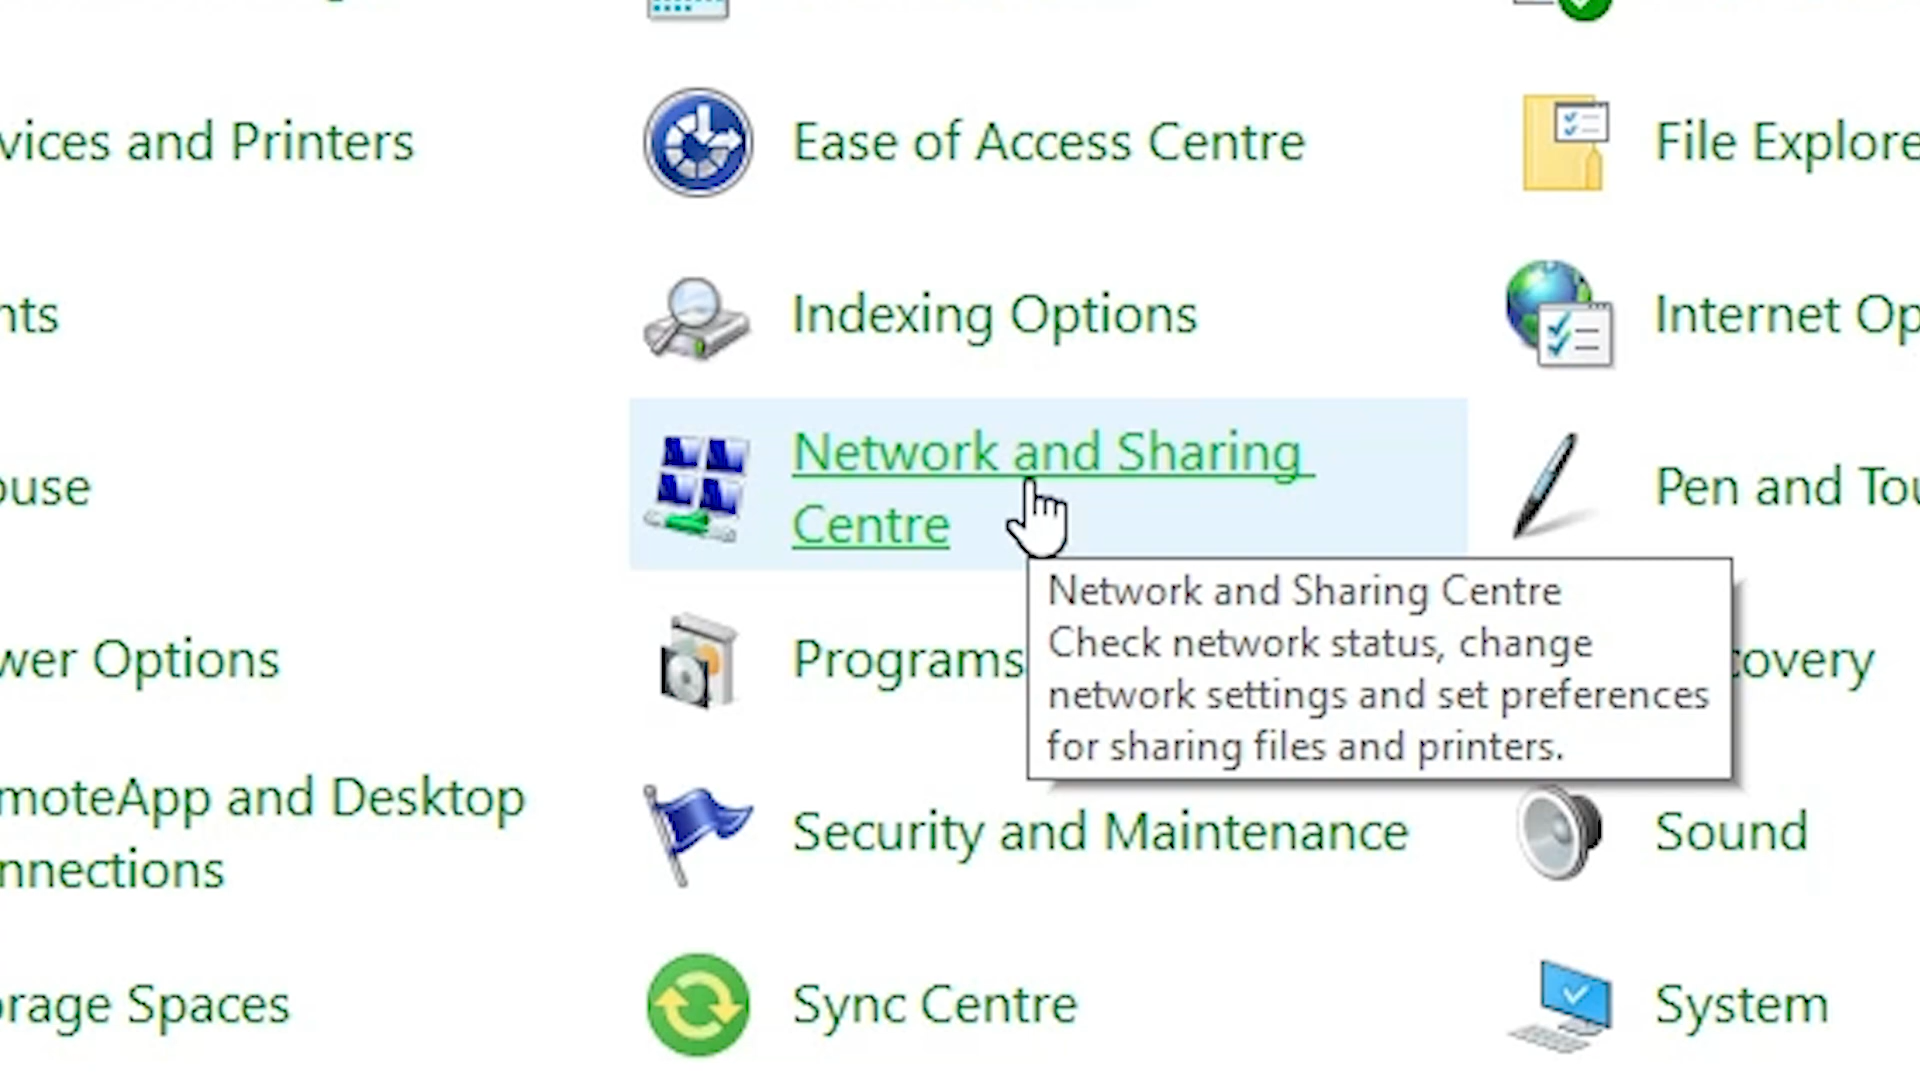 vices and Printers
Ease of Access Centre
File Explore
nts
Indexing Options
Internet Op
ouse
Network and Sharing
Centre
Pen and Tou
Network and Sharing Centre
Check network status, change
network settings and set preferences
for sharing files and printers.
wer Options
Programs
covery
moteApp and Desktop
nnections
Security and Maintenance
Sound
orage Spaces
Sync Centre
System